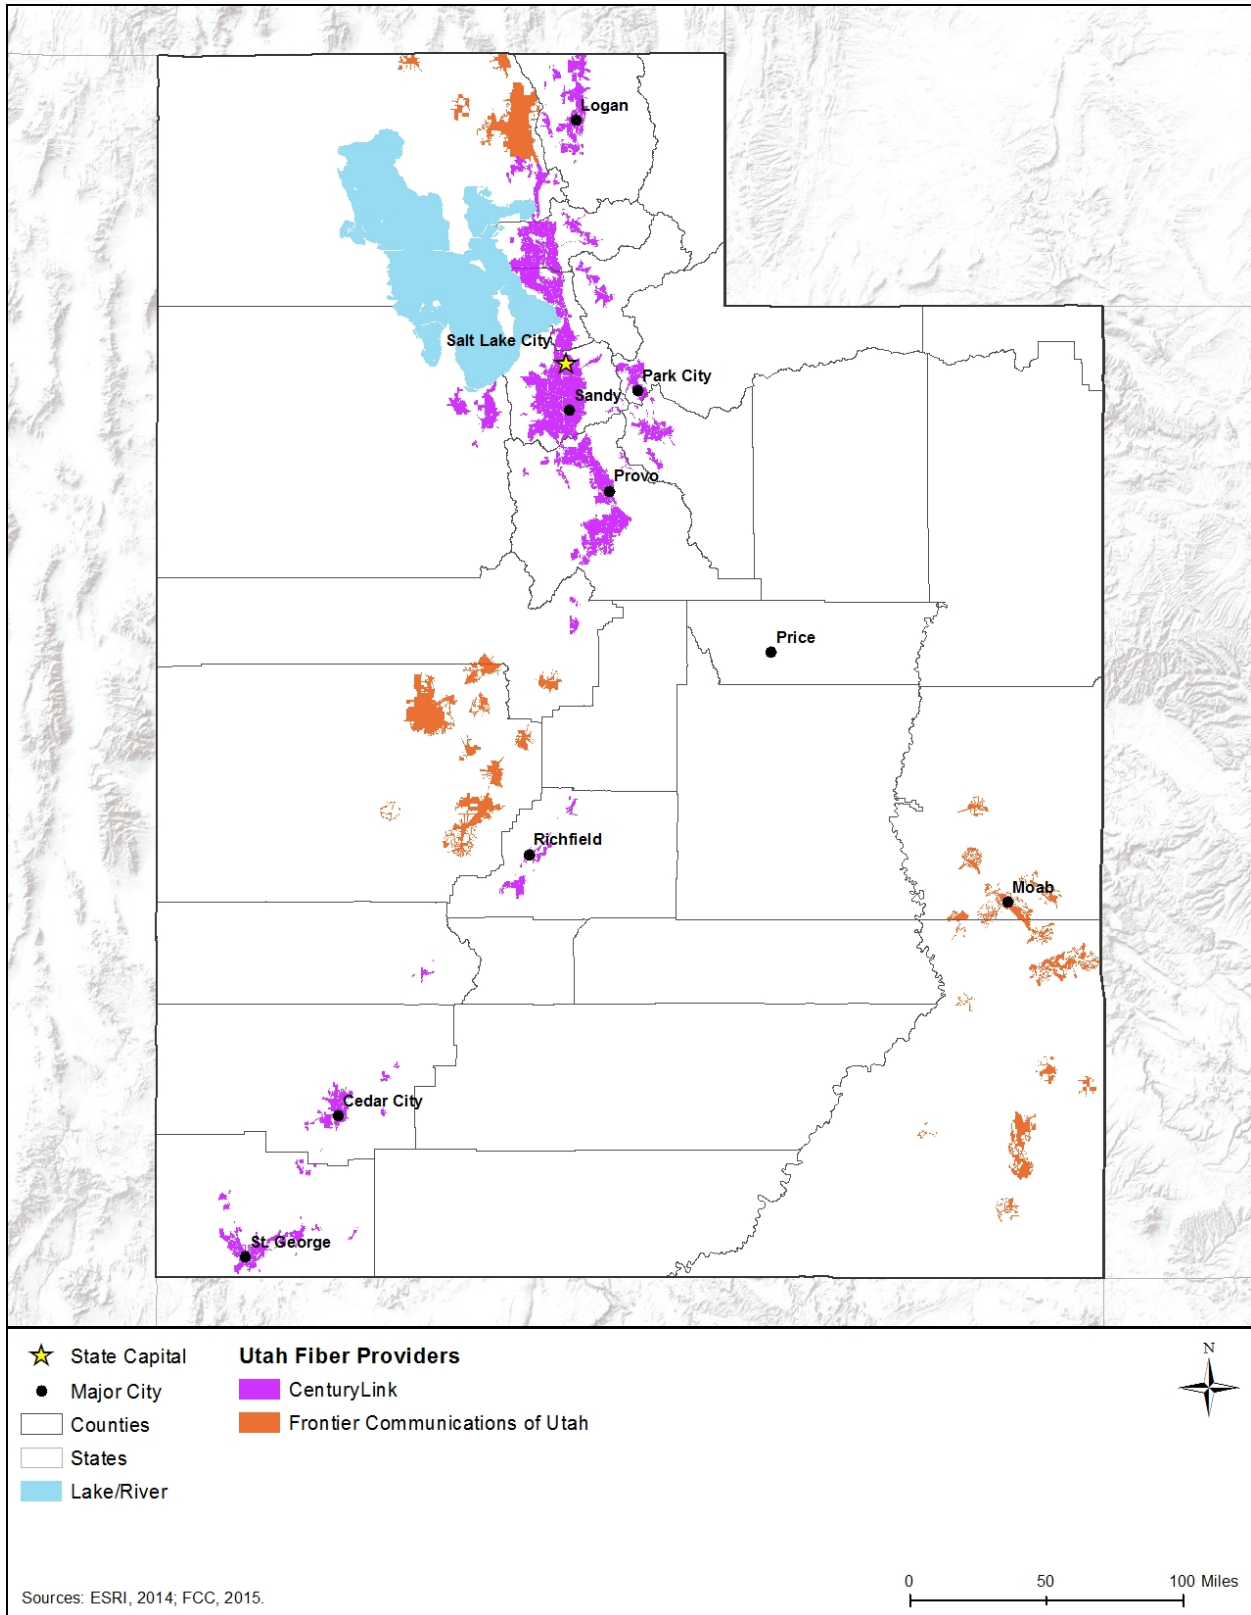 Logan
Salt Lake City
Park City
Sandy
Provo
Price
Richfield
Moab
Cedar City
St. George
State Capital
Major City
Counties
States
Lake/River
Utah Fiber Providers
CenturyLink
Frontier Communications of Utah
N
0 50 100 Miles
Sources: ESRI, 2014; FCC, 2015.